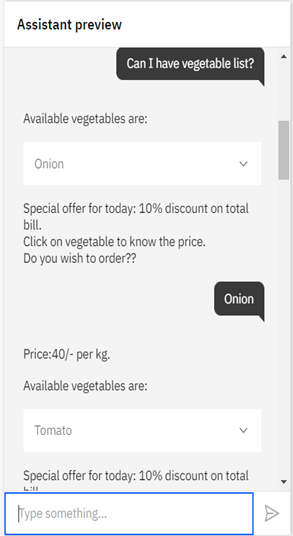 Assistant preview
Can I have vegetable list?
Available vegetables are:
Onion
Special offer for today: 10% discount on total
bill.
Click on vegetable to know the price.
Do you wish to order??
Onion
Price:40/- per kg.
Available vegetables are:
Tomato
Special offer for today: 10% discount on total
bill
Type something...